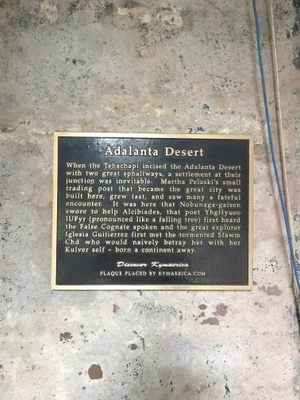 Adalanta Desert
When the Tehachapi incised the Adalanta Desert
with two great sphaltways, a settlement at their
junction was inevitable. Martha Pelaski's small
trading post that became the great city was
built here, grew fast, and saw many a fateful
encounter. It was here that Nobunaga-gaisen
swore to help Alcibiades, that poet Yhgffyueo
lUFyr (pronounced like a falling tree) first heard
the False Cognate spoken and the great explorer
Iglesia Guitierrez first met the tormented Stawm
Chd who would naively betray her with her
Kulver self - born a continent away.
Discover Kymaerica
PLAQUE PLACED BY KYMAERICA.COM